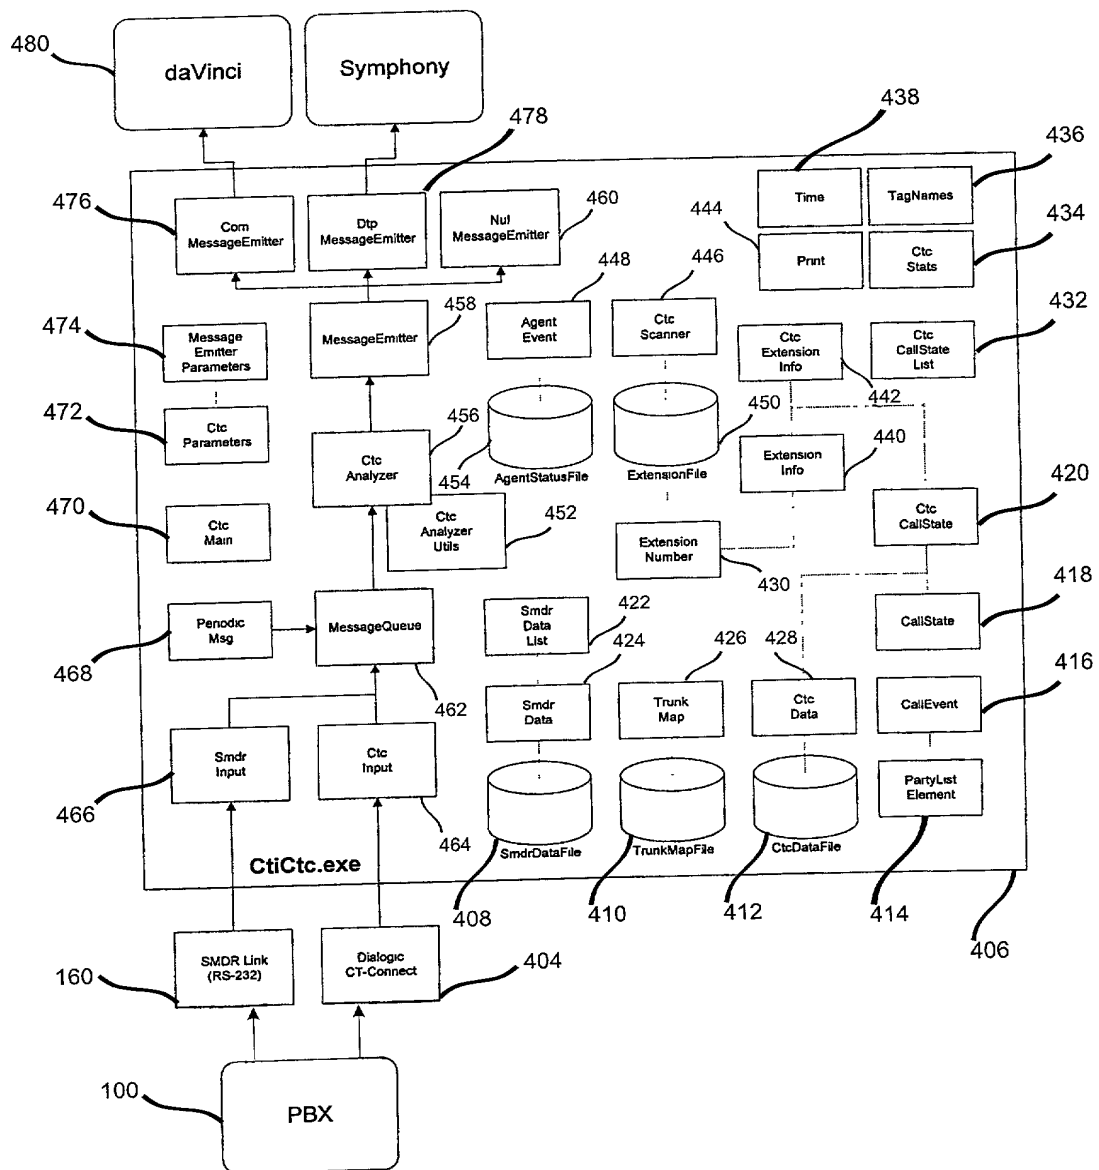 480
daVinci
Symphony
478
438
436
476
Com
MessageEmitter
Dtp
MessageEmitter
Nul
MessageEmitter
460
Time
TagNames
444
Print
Ctc
Stats
434
448
446
474
Message
Emitter
Parameters
MessageEmitter
458
Agent
Event
Ctc
Scanner
Ctc
Extension
Info
442
Ctc
CallState
List
432
472
Ctc
Parameters
Ctc
Analyzer
456
454
AgentStatusFile
450
ExtensionFile
Extension
Info
440
470
Ctc
Main
Ctc
Analyzer
Utils
452
Extension
Number
430
Ctc
CallState
420
468
Periodic
Msg
MessageQueue
462
Smdr
Data
List
422
CallState
418
424
426
428
Smdr
Data
Trunk
Map
Ctc
Data
CallEvent
416
466
Smdr
Input
Ctc
Input
464
PartyList
Element
CtiCtc.exe
SmdrDataFile
TrunkMapFile
CtcDataFile
408
410
412
414
406
160
SMDR Link
(RS-232)
Dialogic
CT-Connect
404
100
PBX